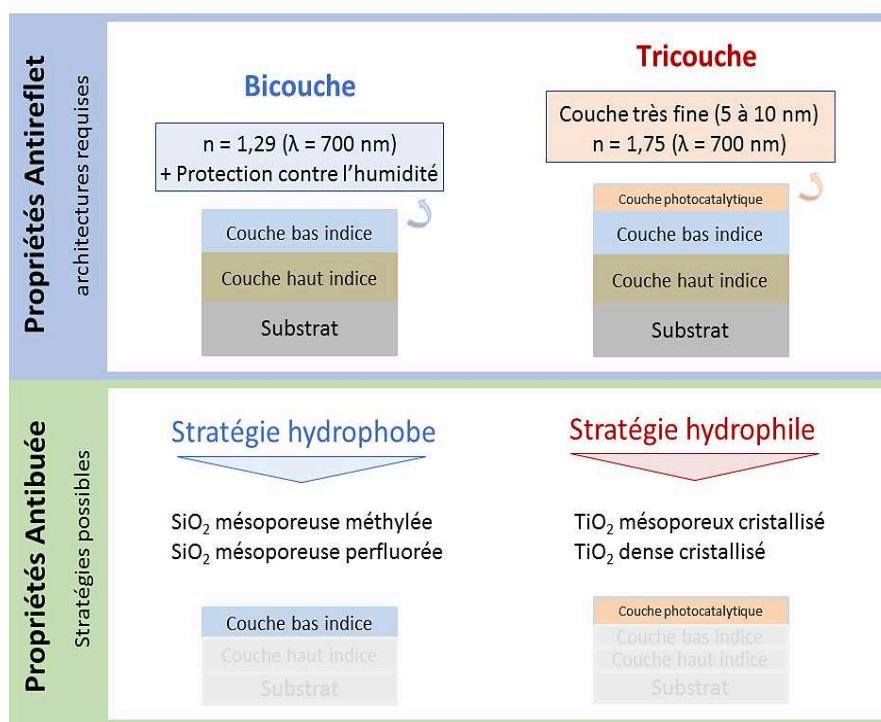 Propriétés Antireflet
architectures requises
Bicouche
n = 1,29 (λ = 700 nm)
+ Protection contre l'humidité
Couche bas indice
Couche haut indice
Substrat
Tricouche
Couche très fine (5 à 10 nm)
n = 1,75 (λ = 700 nm)
Couche photocatalytique
Couche bas indice
Couche haut indice
Substrat
Propriétés Antibuée
Stratégies possibles
Stratégie hydrophobe
SiO₂ mésoporeuse méthylée
SiO₂ mésoporeuse perfluorée
Couche bas indice
Couche haut indice
Substrat
Stratégie hydrophile
TiO₂ mésoporeux cristallisé
TiO₂ dense cristallisé
Couche photocatalytique
Couche bas indice
Couche haut indice
Substrat